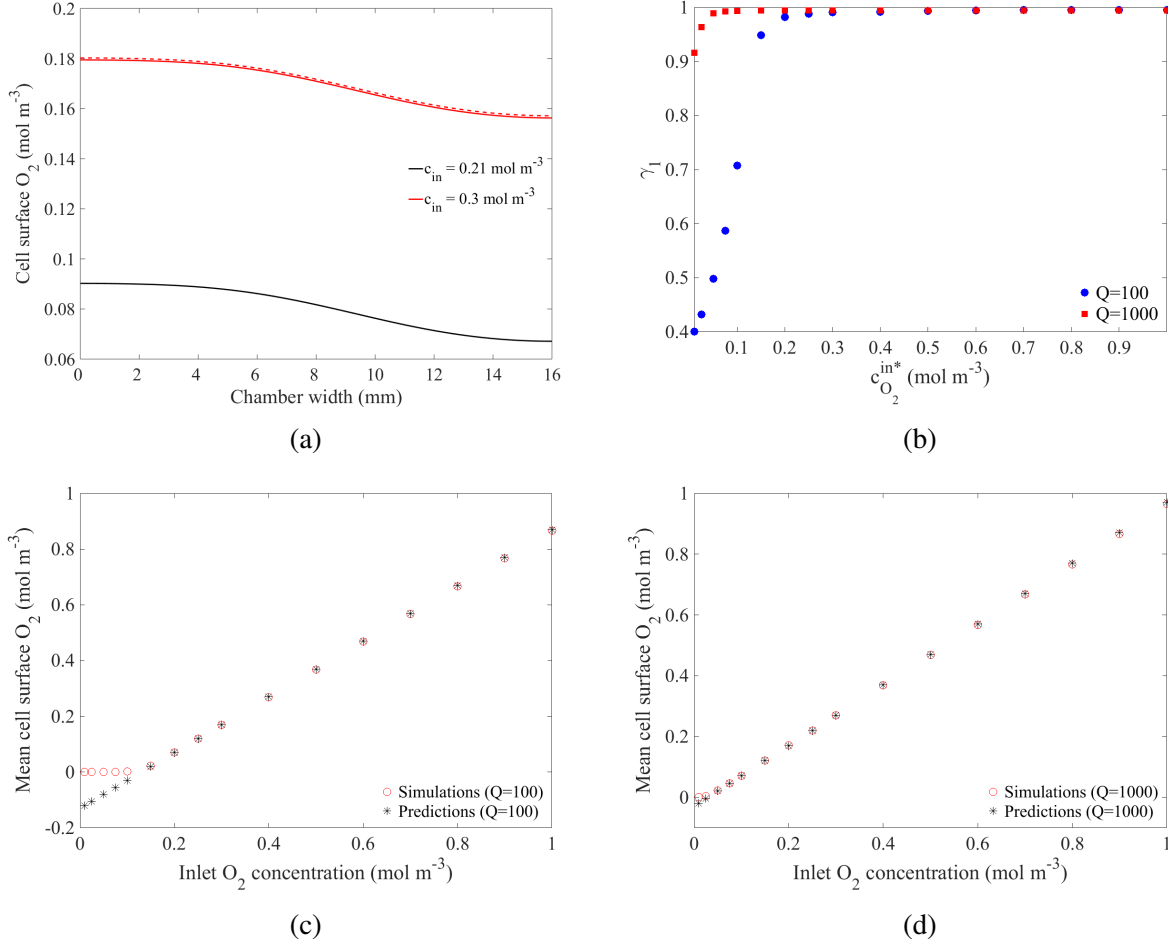 0.2
0.18
0.16
0.14
0.12
0.1
0.08
0.06
Cell surface O₂ (mol m⁻³)
c_in = 0.21 mol m⁻³
c_in = 0.3 mol m⁻³
0 2 4 6 8 10 12 14 16
Chamber width (mm)
(a)
1
0.9
0.8
0.7
0.6
0.5
0.4
γ₁
Q=100
Q=1000
0.1 0.2 0.3 0.4 0.5 0.6 0.7 0.8 0.9
c_O₂^in* (mol m⁻³)
(b)
1
0.8
0.6
0.4
0.2
0
-0.2
Mean cell surface O₂ (mol m⁻³)
Simulations (Q=100)
Predictions (Q=100)
0 0.2 0.4 0.6 0.8 1
Inlet O₂ concentration (mol m⁻³)
(c)
1
0.8
0.6
0.4
0.2
0
Mean cell surface O₂ (mol m⁻³)
Simulations (Q=1000)
Predictions (Q=1000)
0 0.2 0.4 0.6 0.8 1
Inlet O₂ concentration (mol m⁻³)
(d)